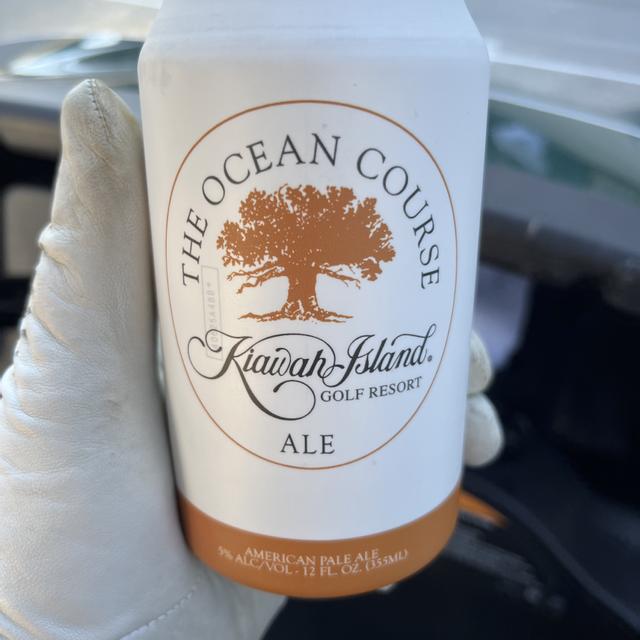 THE OCEAN COURSE
Kiawah Island®
GOLF RESORT
ALE
AMERICAN PALE ALE
5% ALC/VOL - 12 FL. OZ. (355ML)